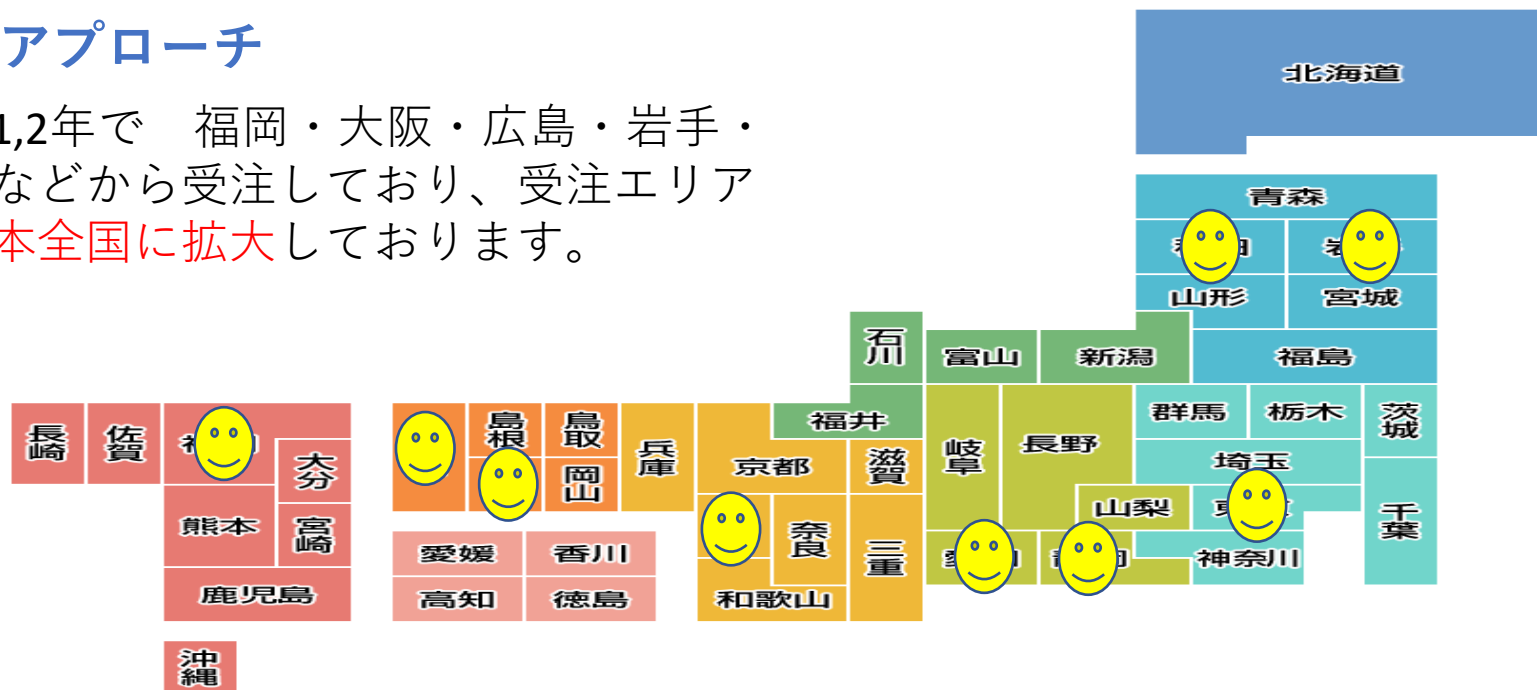 アプローチ
1,2年で　福岡・大阪・広島・岩手・
などから受注しており、受注エリア
本全国に拡大しております。
北海道
青森
山形
宮城
石川
富山
新潟
福島
長崎
佐賀
大分
島根
鳥取
兵庫
福井
岐阜
長野
群馬
栃木
茨城
岡山
京都
滋賀
埼玉
熊本
宮崎
愛媛
香川
奈良
三重
山梨
千葉
神奈川
鹿児島
高知
徳島
和歌山
沖縄